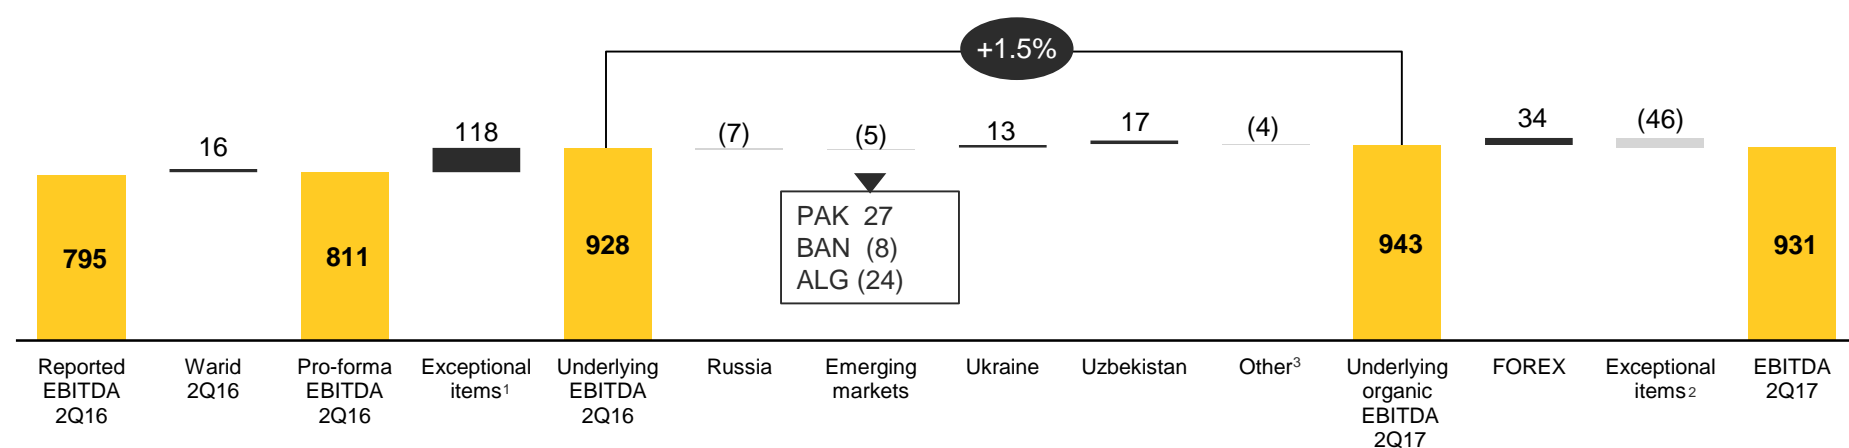 +1.5%
16
118
(7)
(5)
13
17
(4)
34
(46)
PAK 27
BAN (8)
ALG (24)
795
811
928
943
931
Reported
EBITDA
2Q16
Warid
2Q16
Pro-forma
EBITDA
2Q16
Exceptional
items1
Underlying
EBITDA
2Q16
Russia
Emerging
markets
Ukraine
Uzbekistan
Other3
Underlying
organic
EBITDA
2Q17
FOREX
Exceptional
items2
EBITDA
2Q17